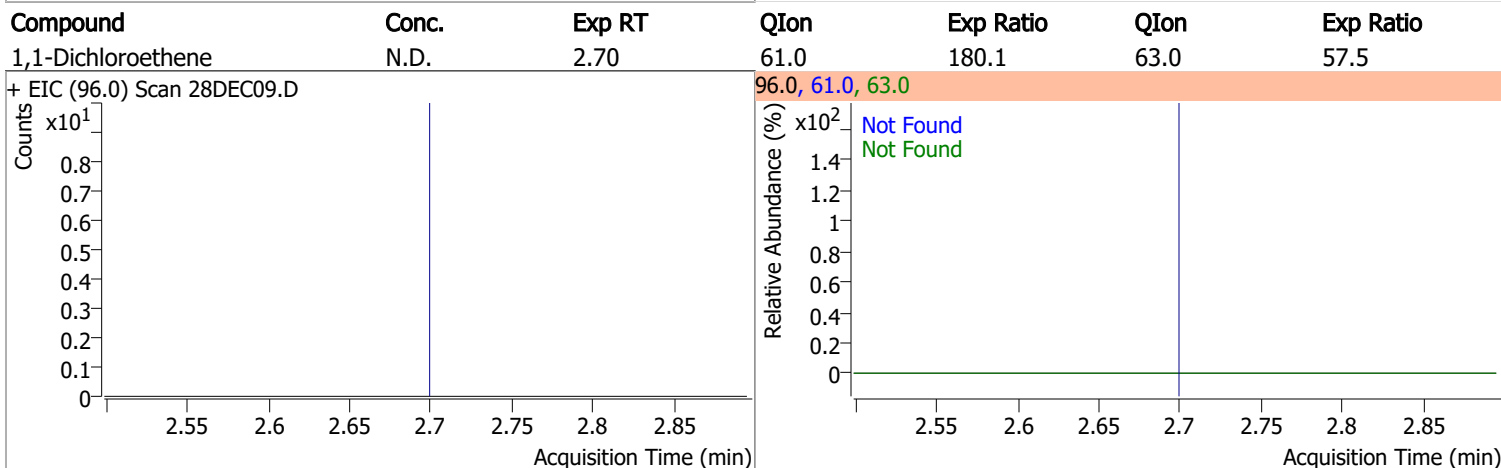 Compound Conc. Exp RT QIon Exp Ratio QIon Exp Ratio
1,1-Dichloroethene N.D. 2.70 61.0 180.1 63.0 57.5
+ EIC (96.0) Scan 28DEC09.D
Counts
x10¹
0.8
0.7
0.6
0.5
0.4
0.3
0.2
0.1
0
2.55 2.6 2.65 2.7 2.75 2.8 2.85
Acquisition Time (min)
96.0, 61.0, 63.0
Relative Abundance (%)
x10²
Not Found
Not Found
1.4
1.2
1
0.8
0.6
0.4
0.2
0
2.55 2.6 2.65 2.7 2.75 2.8 2.85
Acquisition Time (min)